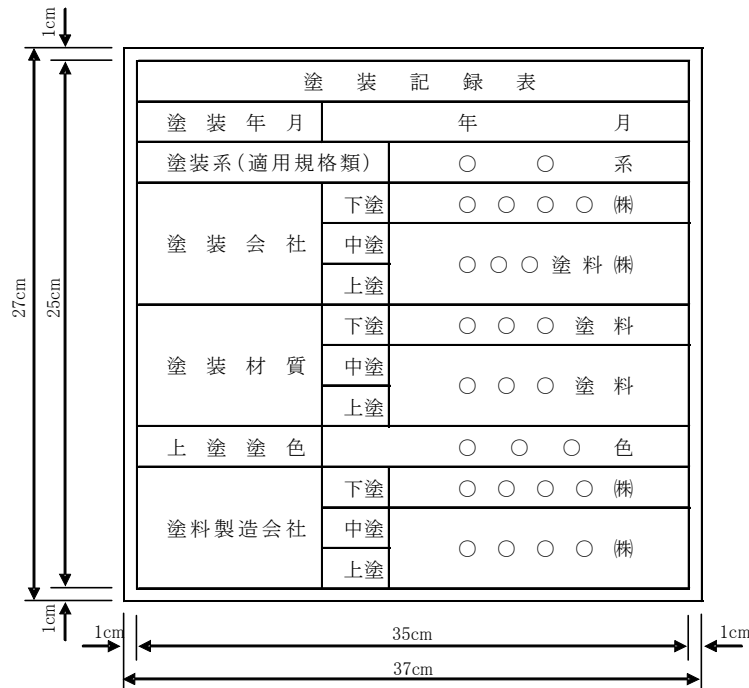 1cm
塗装記録表
塗装年月 年 月
塗装系(適用規格類) ○ ○ 系
塗装会社 下塗 ○○○○㈱
中塗 ○○○塗料㈱
上塗
塗装材質 下塗 ○○○塗料
中塗 ○○○塗料
上塗
上塗塗色 ○○○色
塗料製造会社 下塗 ○○○○㈱
中塗 ○○○○㈱
上塗
27cm
25cm
1cm
1cm 35cm 1cm
37cm